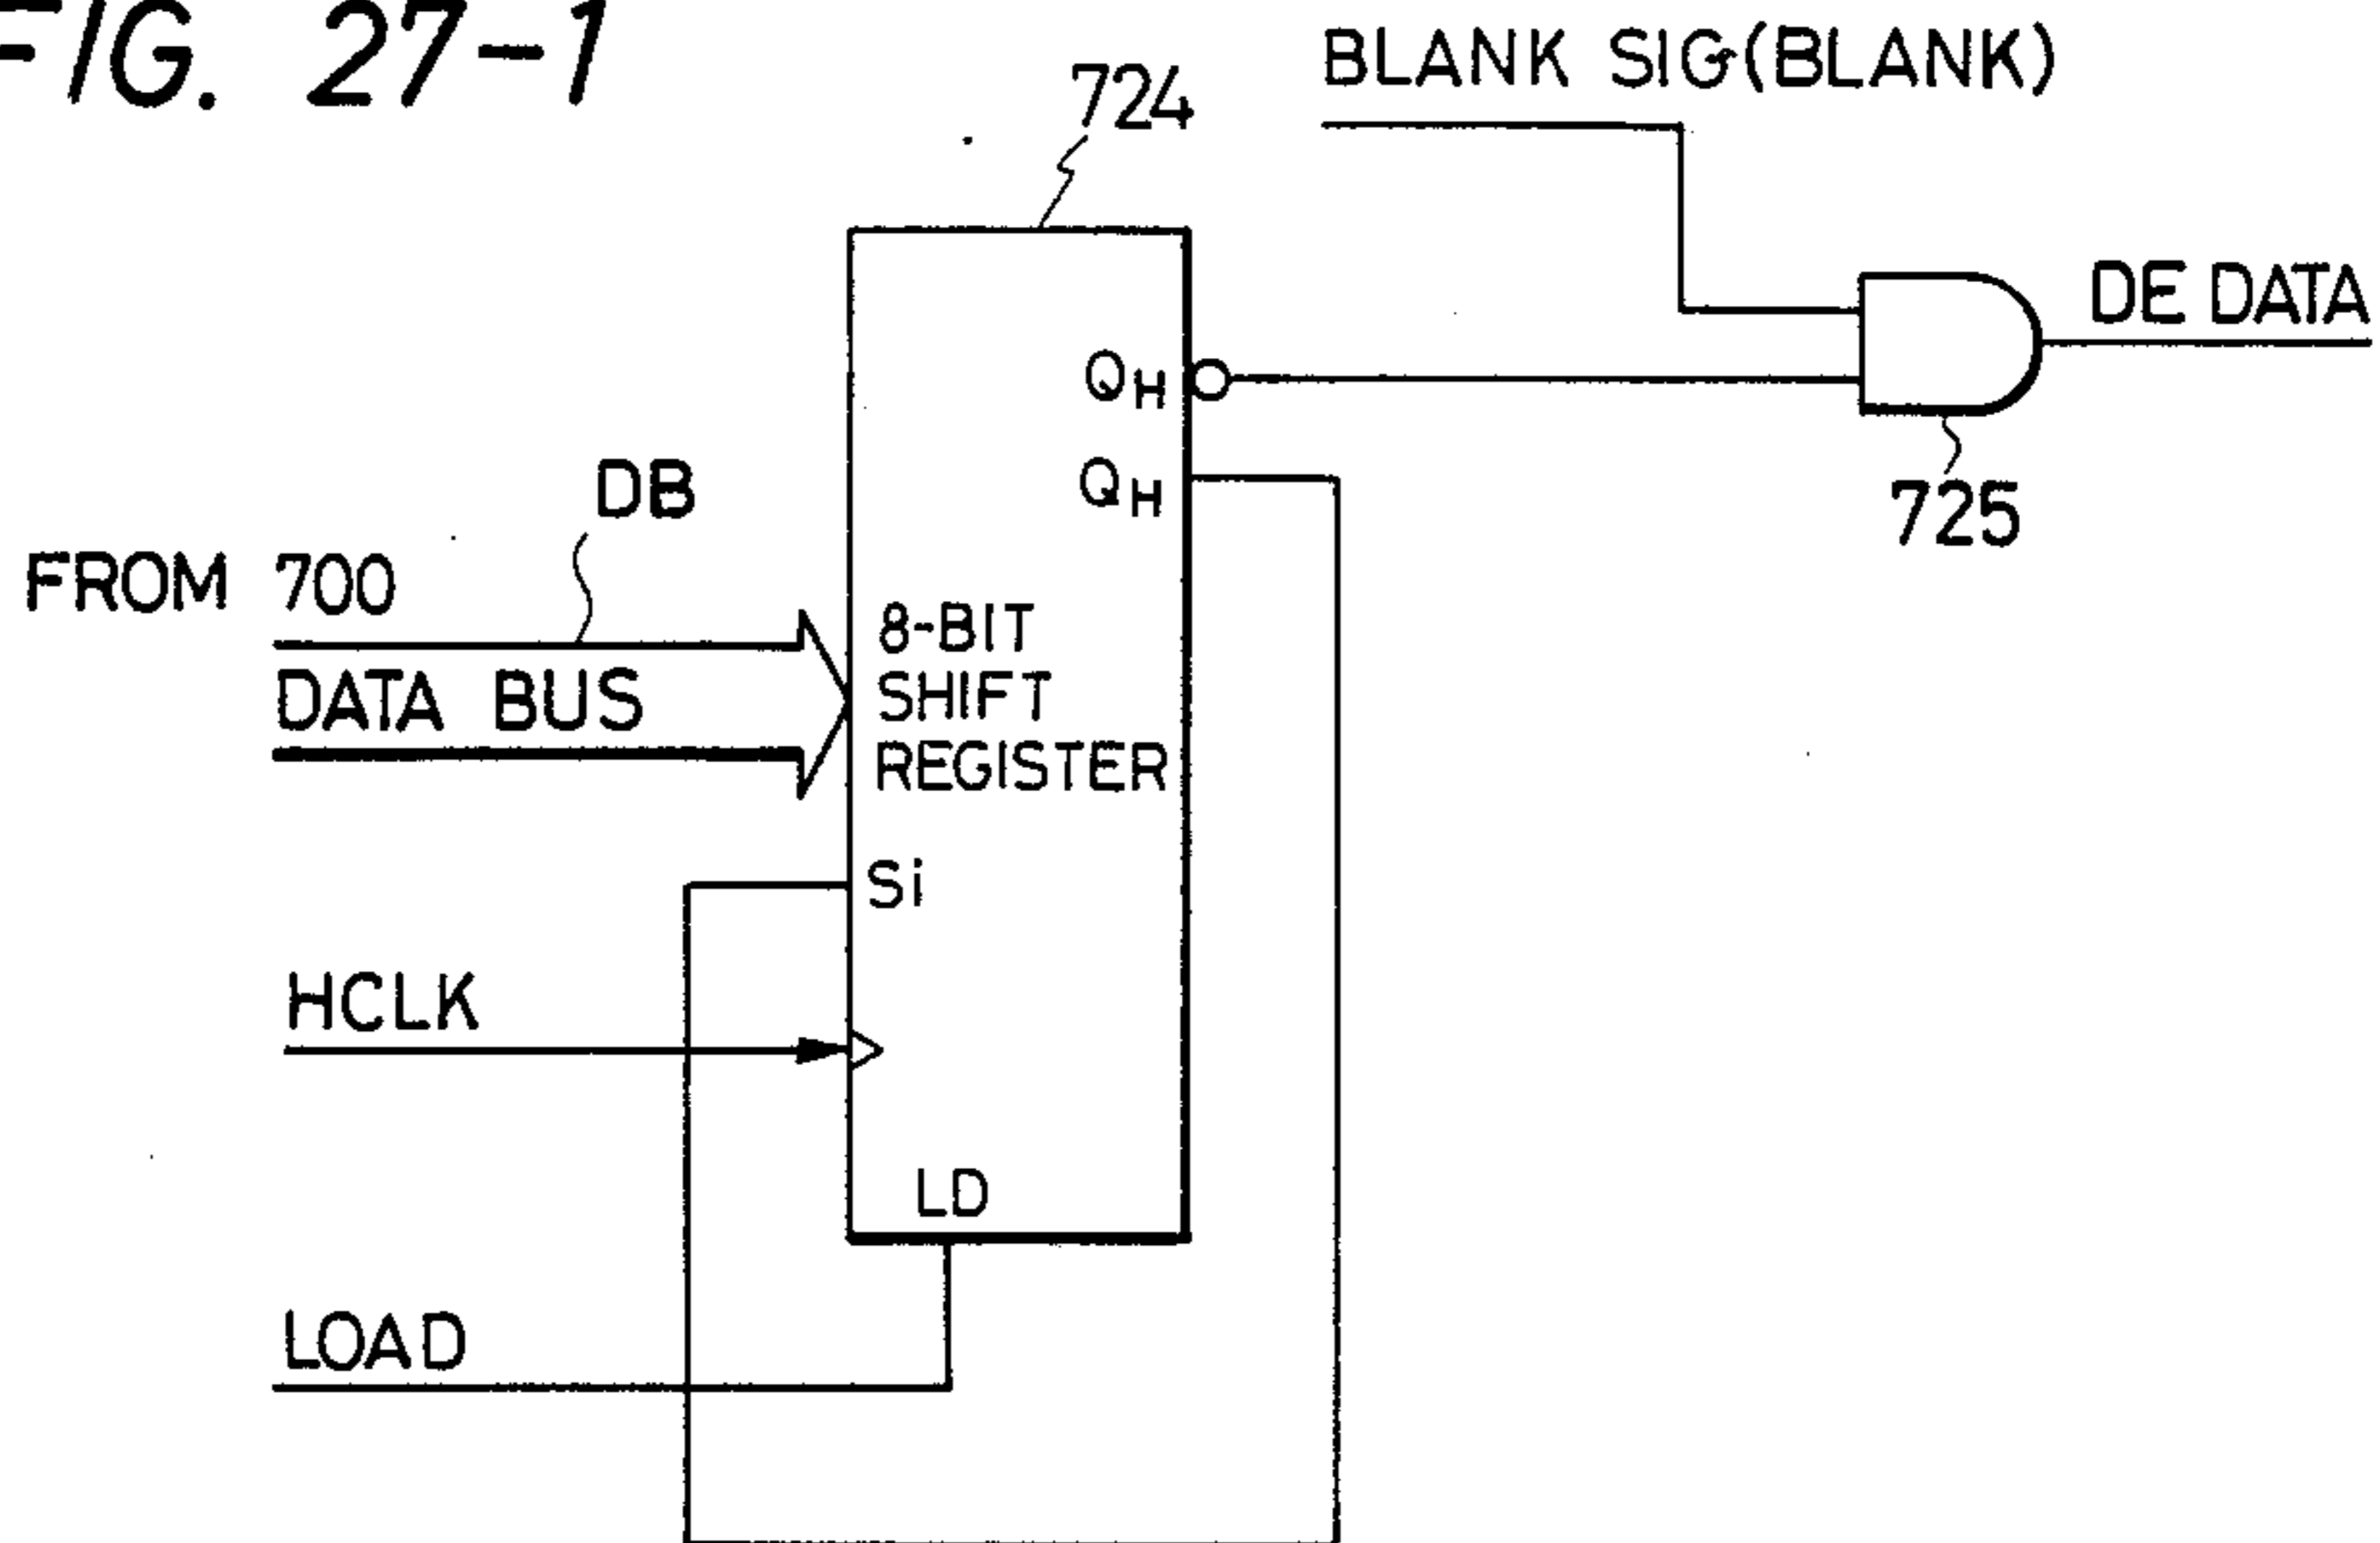 FIG. 27-1
BLANK SIG(BLANK)
724
DE DATA
QH
QH
725
DB
FROM 700
DATA BUS
8-BIT
SHIFT
REGISTER
Si
HCLK
LD
LOAD